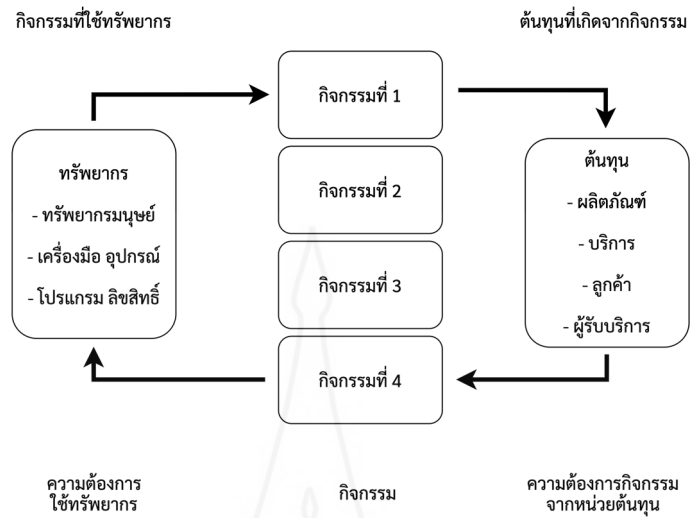 กิจกรรมที่ใช้ทรัพยากร
ต้นทุนที่เกิดจากกิจกรรม
ทรัพยากร
- ทรัพยากรมนุษย์
- เครื่องมือ อุปกรณ์
- โปรแกรม ลิขสิทธิ์
กิจกรรมที่ 1
กิจกรรมที่ 2
กิจกรรมที่ 3
กิจกรรมที่ 4
ต้นทุน
- ผลิตภัณฑ์
- บริการ
- ลูกค้า
- ผู้รับบริการ
ความต้องการ
ใช้ทรัพยากร
กิจกรรม
ความต้องการกิจกรรม
จากหน่วยต้นทุน